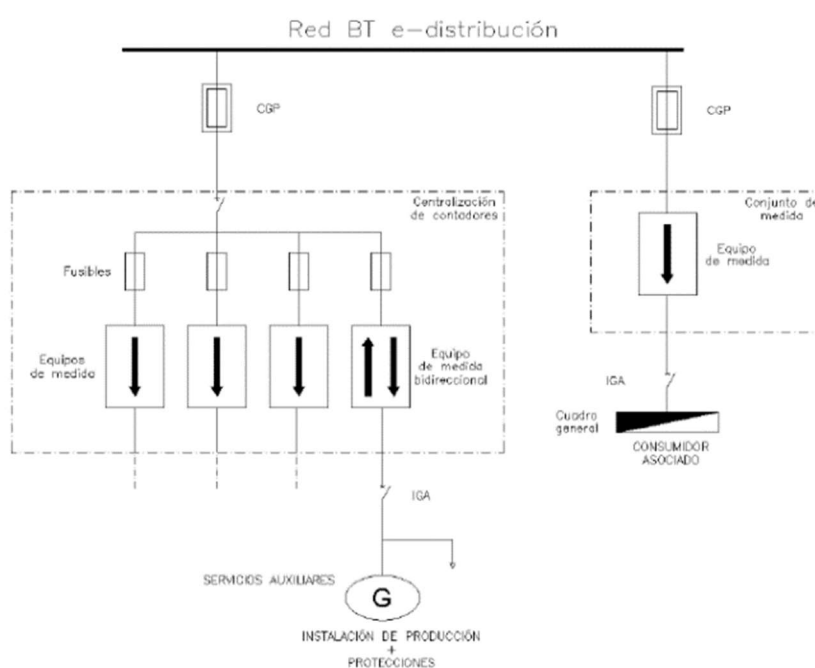 Red BT e-distribución
CGP
CGP
Centralización
de contadores
Conjunto de
medida
Equipo
de medida
Fusibles
Equipos
de medida
Equipo
de medida
bidireccional
IGA
Cuadro
general
CONSUMIDOR
ASOCIADO
IGA
SERVICIOS AUXILIARES
G
INSTALACIÓN DE PRODUCCIÓN
+
PROTECCIONES